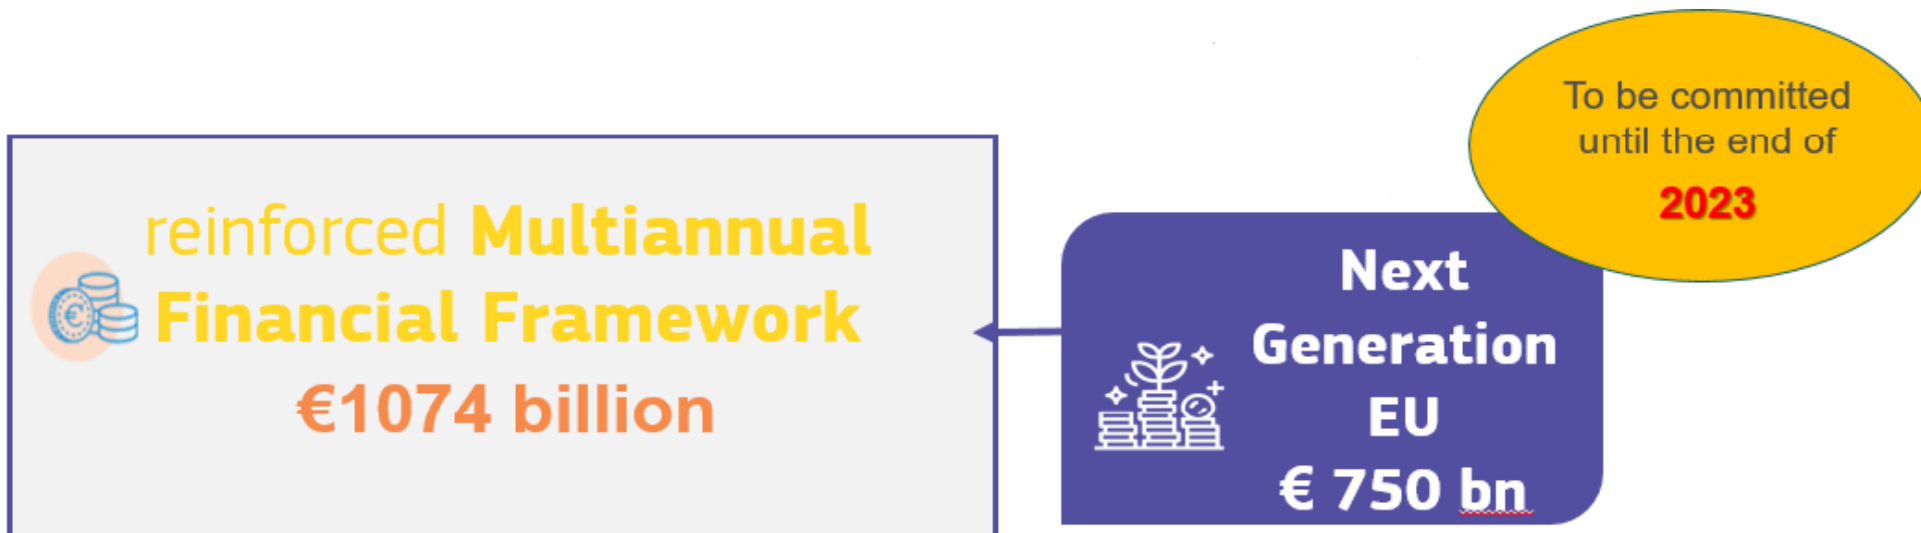 reinforced Multiannual
Financial Framework
€1074 billion
To be committed
until the end of
2023
Next
Generation
EU
€ 750 bn